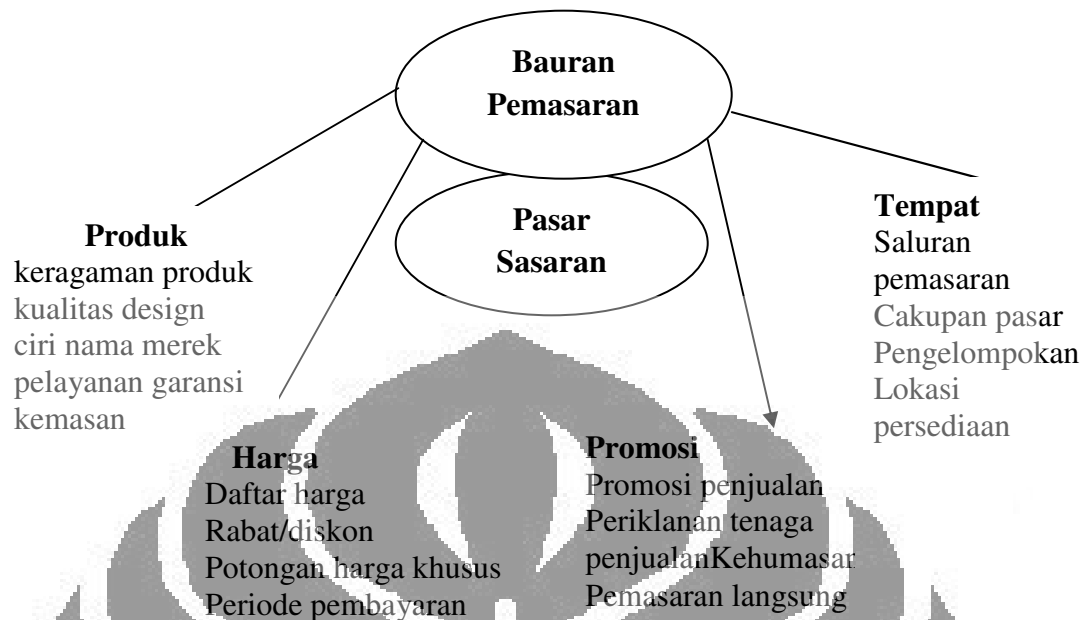 Bauran
Pemasaran
Pasar
Sasaran
Produk
keragaman produk
kualitas design
ciri nama merek
pelayanan garansi
kemasan
Harga
Daftar harga
Rabat/diskon
Potongan harga khusus
Periode pembayaran
Promosi
Promosi penjualan
Periklanan tenaga
penjualanKehumasar
Pemasaran langsung
Tempat
Saluran
pemasaran
Cakupan pasar
Pengelompokan
Lokasi
persediaan